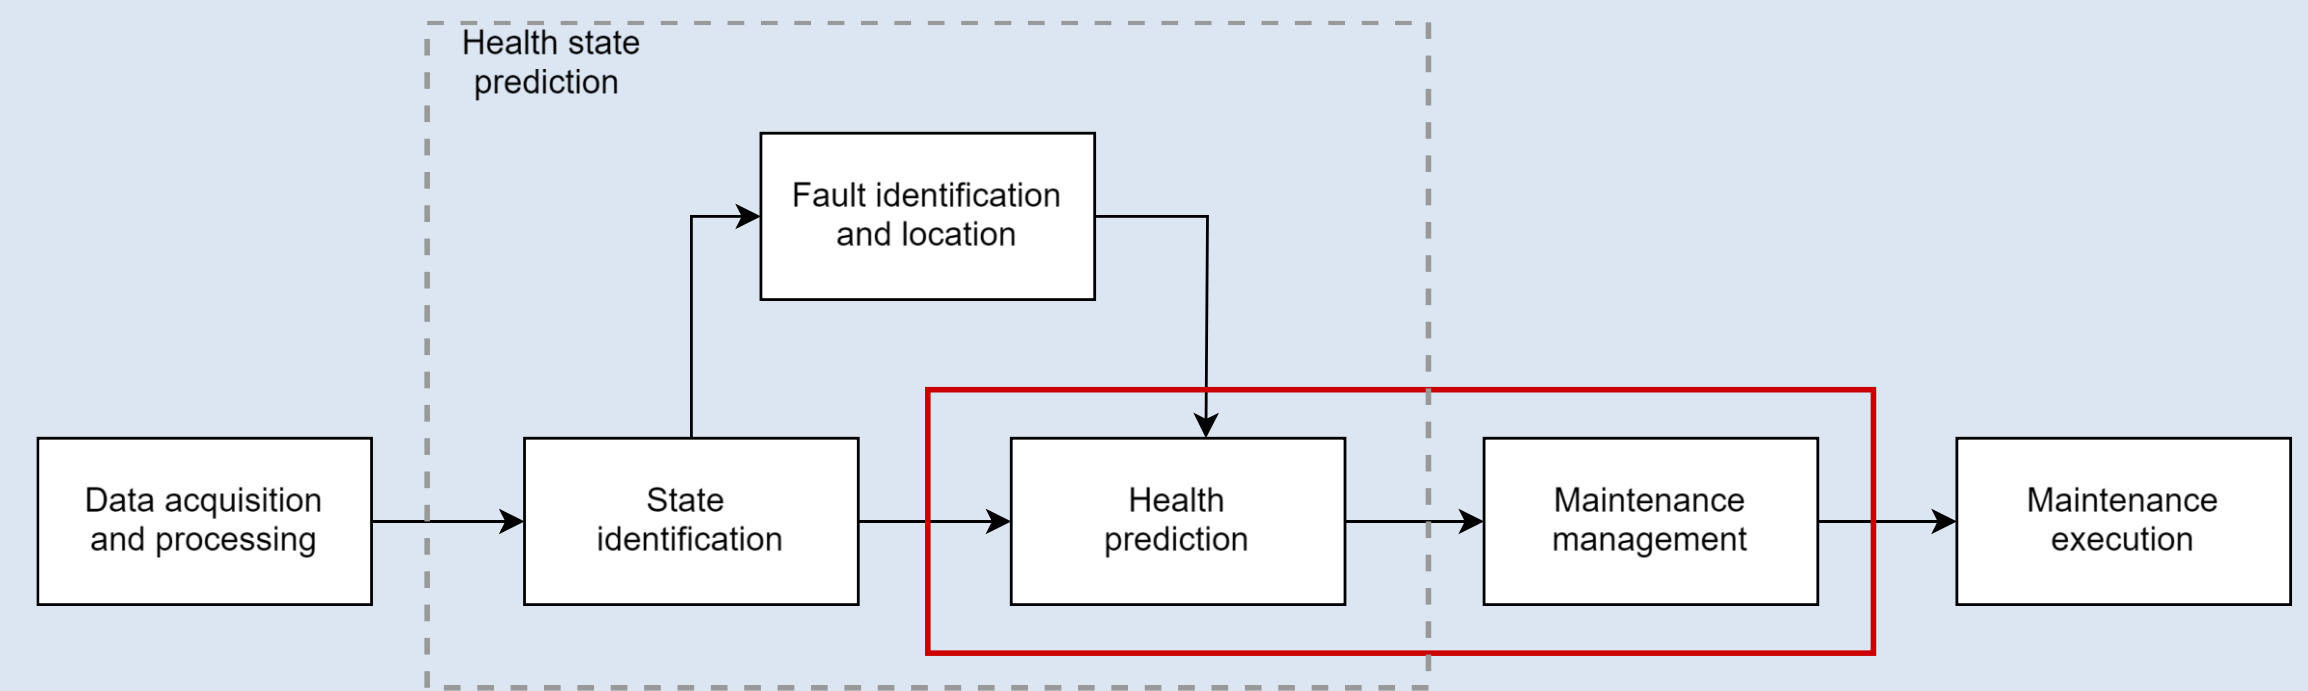 Health state
prediction
Fault identification
and location
Data acquisition
and processing
State
identification
Health
prediction
Maintenance
management
Maintenance
execution